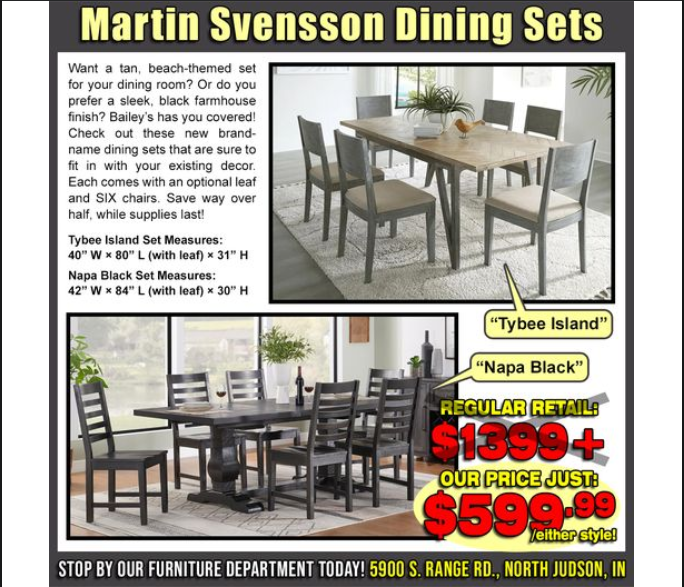 Martin Svensson Dining Sets
Want a tan, beach-themed set
for your dining room? Or do you
prefer a sleek, black farmhouse
finish? Bailey's has you covered!
Check out these new brand-
name dining sets that are sure to
fit in with your existing decor.
Each comes with an optional leaf
and SIX chairs. Save way over
half, while supplies last!
Tybee Island Set Measures:
40” W × 80” L (with leaf) × 31” H
Napa Black Set Measures:
42” W × 84” L (with leaf) × 30” H
“Tybee Island”
“Napa Black”
REGULAR RETAIL:
$1399+
OUR PRICE JUST:
$599.99
/either style!
STOP BY OUR FURNITURE DEPARTMENT TODAY! 5900 S. RANGE RD., NORTH JUDSON, IN